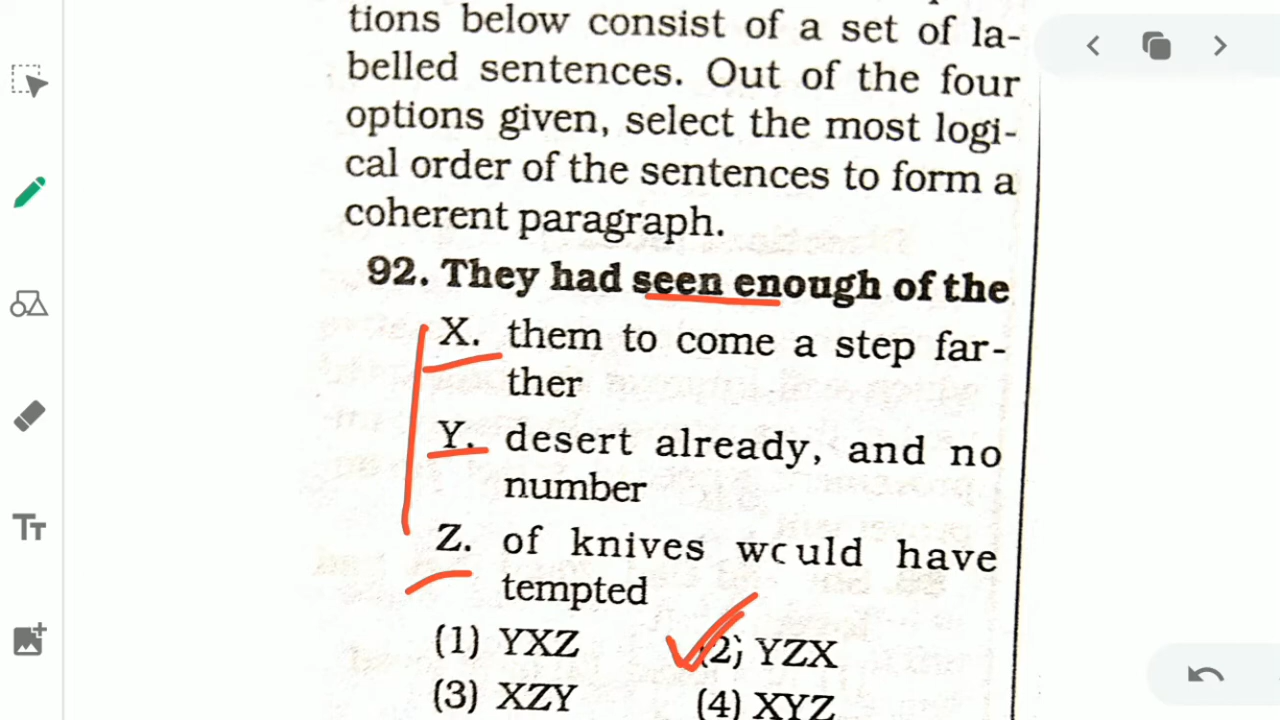 tions below consist of a set of la-
belled sentences. Out of the four
options given, select the most logi-
cal order of the sentences to form a
coherent paragraph.
92. They had seen enough of the
X. them to come a step far-
ther
Y. desert already, and no
number
Z. of knives would have
tempted
(1) YXZ (2) YZX
(3) XZY (4) XYZ
TT